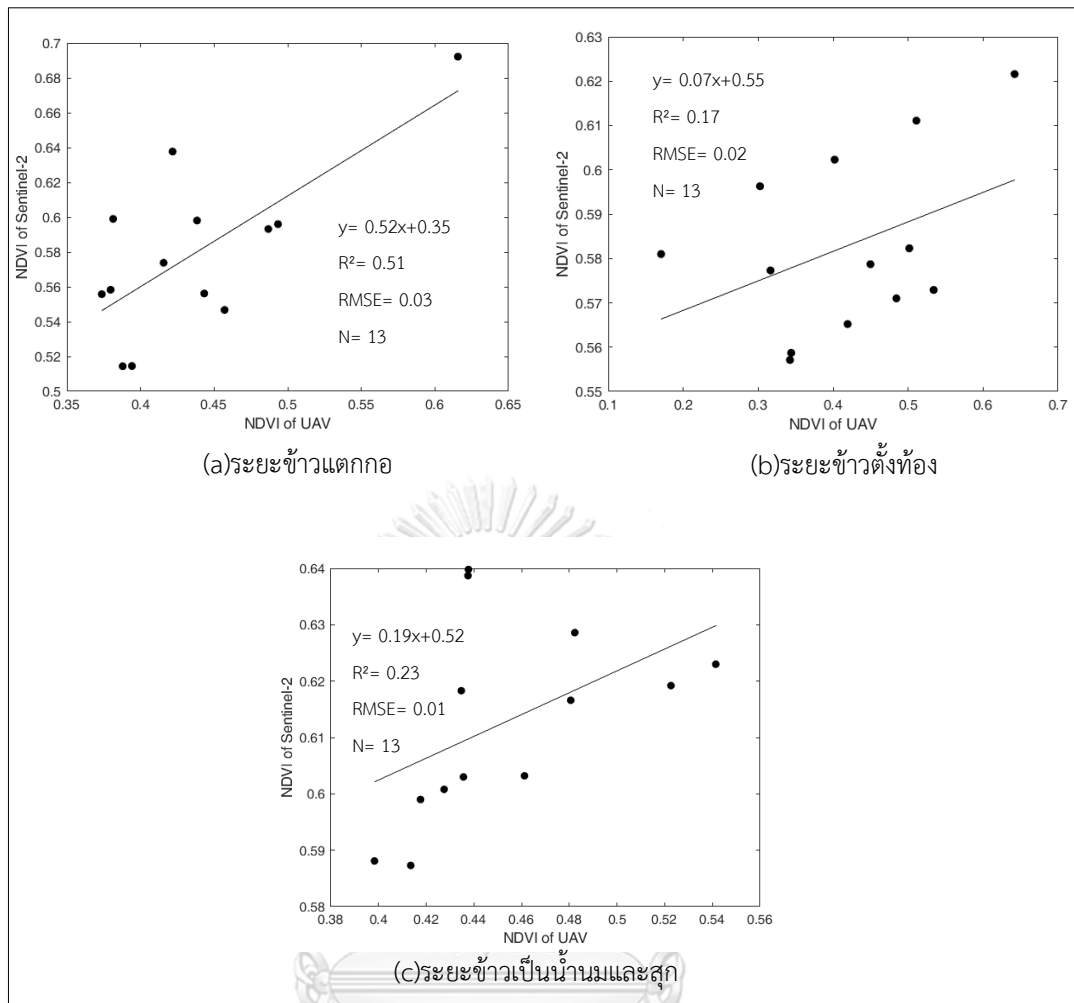 0.7
0.68
0.66
0.64
0.62
0.6
0.58
0.56
0.54
0.52
0.5
NDVI of Sentinel-2
y= 0.52x+0.35
R²= 0.51
RMSE= 0.03
N= 13
0.35 0.4 0.45 0.5 0.55 0.6 0.65
NDVI of UAV
(a)ระยะข้าวแตกกอ
0.63
0.62
0.61
0.6
0.59
0.58
0.57
0.56
0.55
NDVI of Sentinel-2
y= 0.07x+0.55
R²= 0.17
RMSE= 0.02
N= 13
0.1 0.2 0.3 0.4 0.5 0.6 0.7
NDVI of UAV
(b)ระยะข้าวตั้งท้อง
0.64
0.63
0.62
0.61
0.6
0.59
0.58
NDVI of Sentinel-2
y= 0.19x+0.52
R²= 0.23
RMSE= 0.01
N= 13
0.38 0.4 0.42 0.44 0.46 0.48 0.5 0.52 0.54 0.56
NDVI of UAV
(c)ระยะข้าวเป็นน้ำนมและสุก